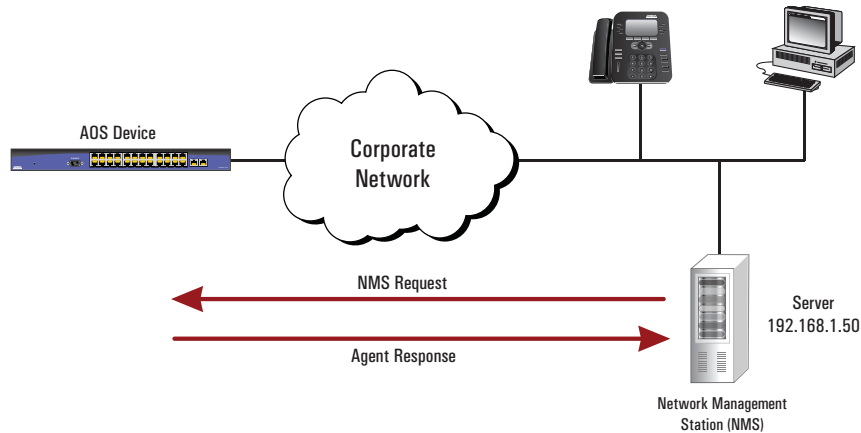 AOS Device
Corporate
Network
NMS Request
Agent Response
Server
192.168.1.50
Network Management
Station (NMS)